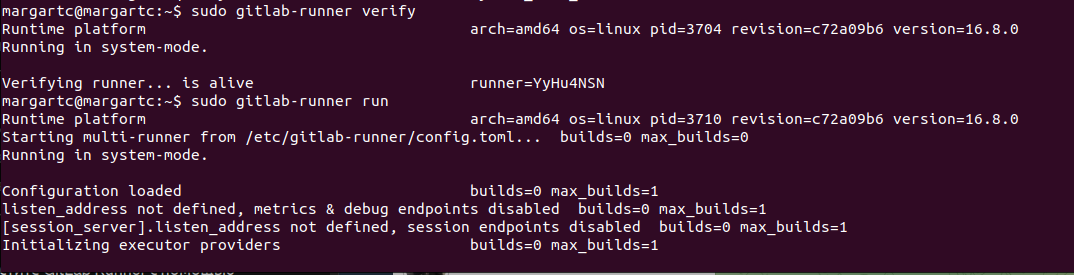 margartc@margartc:~$ sudo gitlab-runner verify
Runtime platform                                    arch=amd64 os=linux pid=3704 revision=c72a09b6 version=16.8.0
Running in system-mode.

Verifying runner... is alive                        runner=YyHu4NSN
margartc@margartc:~$ sudo gitlab-runner run
Runtime platform                                    arch=amd64 os=linux pid=3710 revision=c72a09b6 version=16.8.0
Starting multi-runner from /etc/gitlab-runner/config.toml...  builds=0 max_builds=0
Running in system-mode.

Configuration loaded                                builds=0 max_builds=1
listen_address not defined, metrics & debug endpoints disabled  builds=0 max_builds=1
[session_server].listen_address not defined, session endpoints disabled  builds=0 max_builds=1
Initializing executor providers                     builds=0 max_builds=1